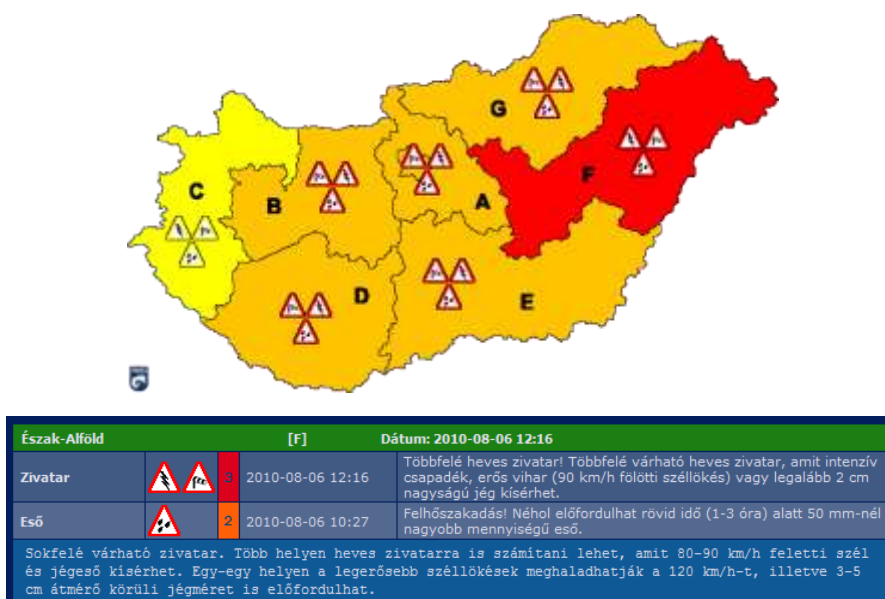 G
F
C
B
A
D
E
Észak-Alföld [F] Dátum: 2010-08-06 12:16
Zivatar 3 2010-08-06 12:16 Többfelé heves zivatar! Többfelé várható heves zivatar, amit intenzív
csapadék, erős vihar (90 km/h fölötti széllökés) vagy legalább 2 cm
nagyságú jég kísérhet.
Eső 2 2010-08-06 10:27 Felhőszakadás! Néhol előfordulhat rövid idő (1-3 óra) alatt 50 mm-nél
nagyobb mennyiségű eső.
Sokfelé várható zivatar. Több helyen heves zivatarra is számítani lehet, amit 80-90 km/h feletti szél
és jégeső kísérhet. Egy-egy helyen a legerősebb széllökések meghaladhatják a 120 km/h-t, illetve 3-5
cm átmérő körüli jégméret is előfordulhat.